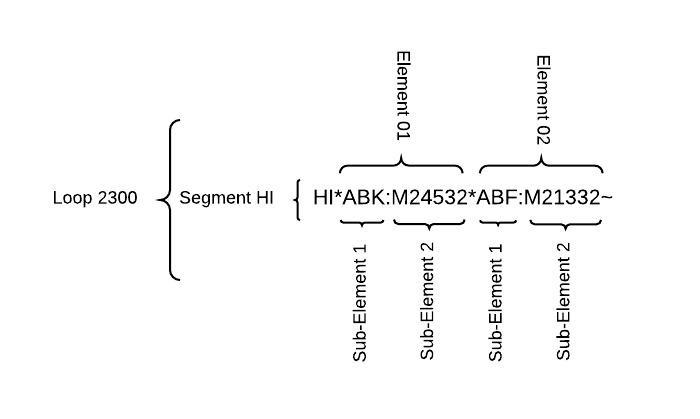 Element 01
Element 02
Loop 2300
Segment HI
HI*ABK:M24532*ABF:M21332~
Sub-Element 1
Sub-Element 2
Sub-Element 1
Sub-Element 2